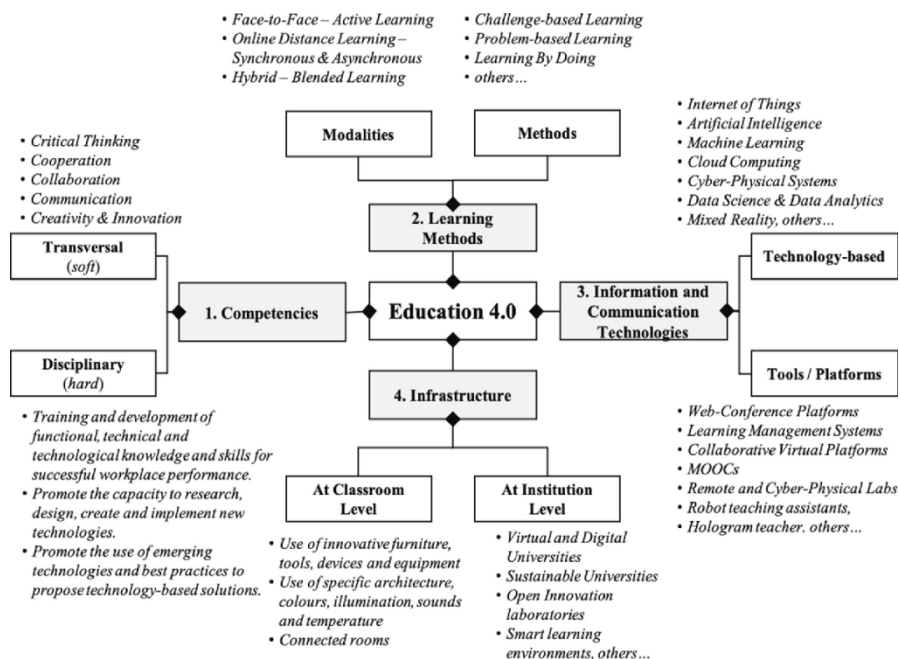 • Face-to-Face – Active Learning
• Online Distance Learning –
Synchronous & Asynchronous
• Hybrid – Blended Learning
• Challenge-based Learning
• Problem-based Learning
• Learning By Doing
• others…
Modalities
Methods
2. Learning
Methods
• Critical Thinking
• Cooperation
• Collaboration
• Communication
• Creativity & Innovation
Transversal
(soft)
1. Competencies
Disciplinary
(hard)
• Training and development of
functional, technical and
technological knowledge and skills for
successful workplace performance.
• Promote the capacity to research,
design, create and implement new
technologies.
• Promote the use of emerging
technologies and best practices to
propose technology-based solutions.
Education 4.0
• Internet of Things
• Artificial Intelligence
• Machine Learning
• Cloud Computing
• Cyber-Physical Systems
• Data Science & Data Analytics
• Mixed Reality, others…
Technology-based
3. Information and
Communication
Technologies
Tools / Platforms
• Web-Conference Platforms
• Learning Management Systems
• Collaborative Virtual Platforms
• MOOCs
• Remote and Cyber-Physical Labs
• Robot teaching assistants,
• Hologram teacher. others…
4. Infrastructure
At Classroom
Level
• Use of innovative furniture,
tools, devices and equipment
• Use of specific architecture,
colours, illumination, sounds
and temperature
• Connected rooms
At Institution
Level
• Virtual and Digital
Universities
• Sustainable Universities
• Open Innovation
laboratories
• Smart learning
environments, others…